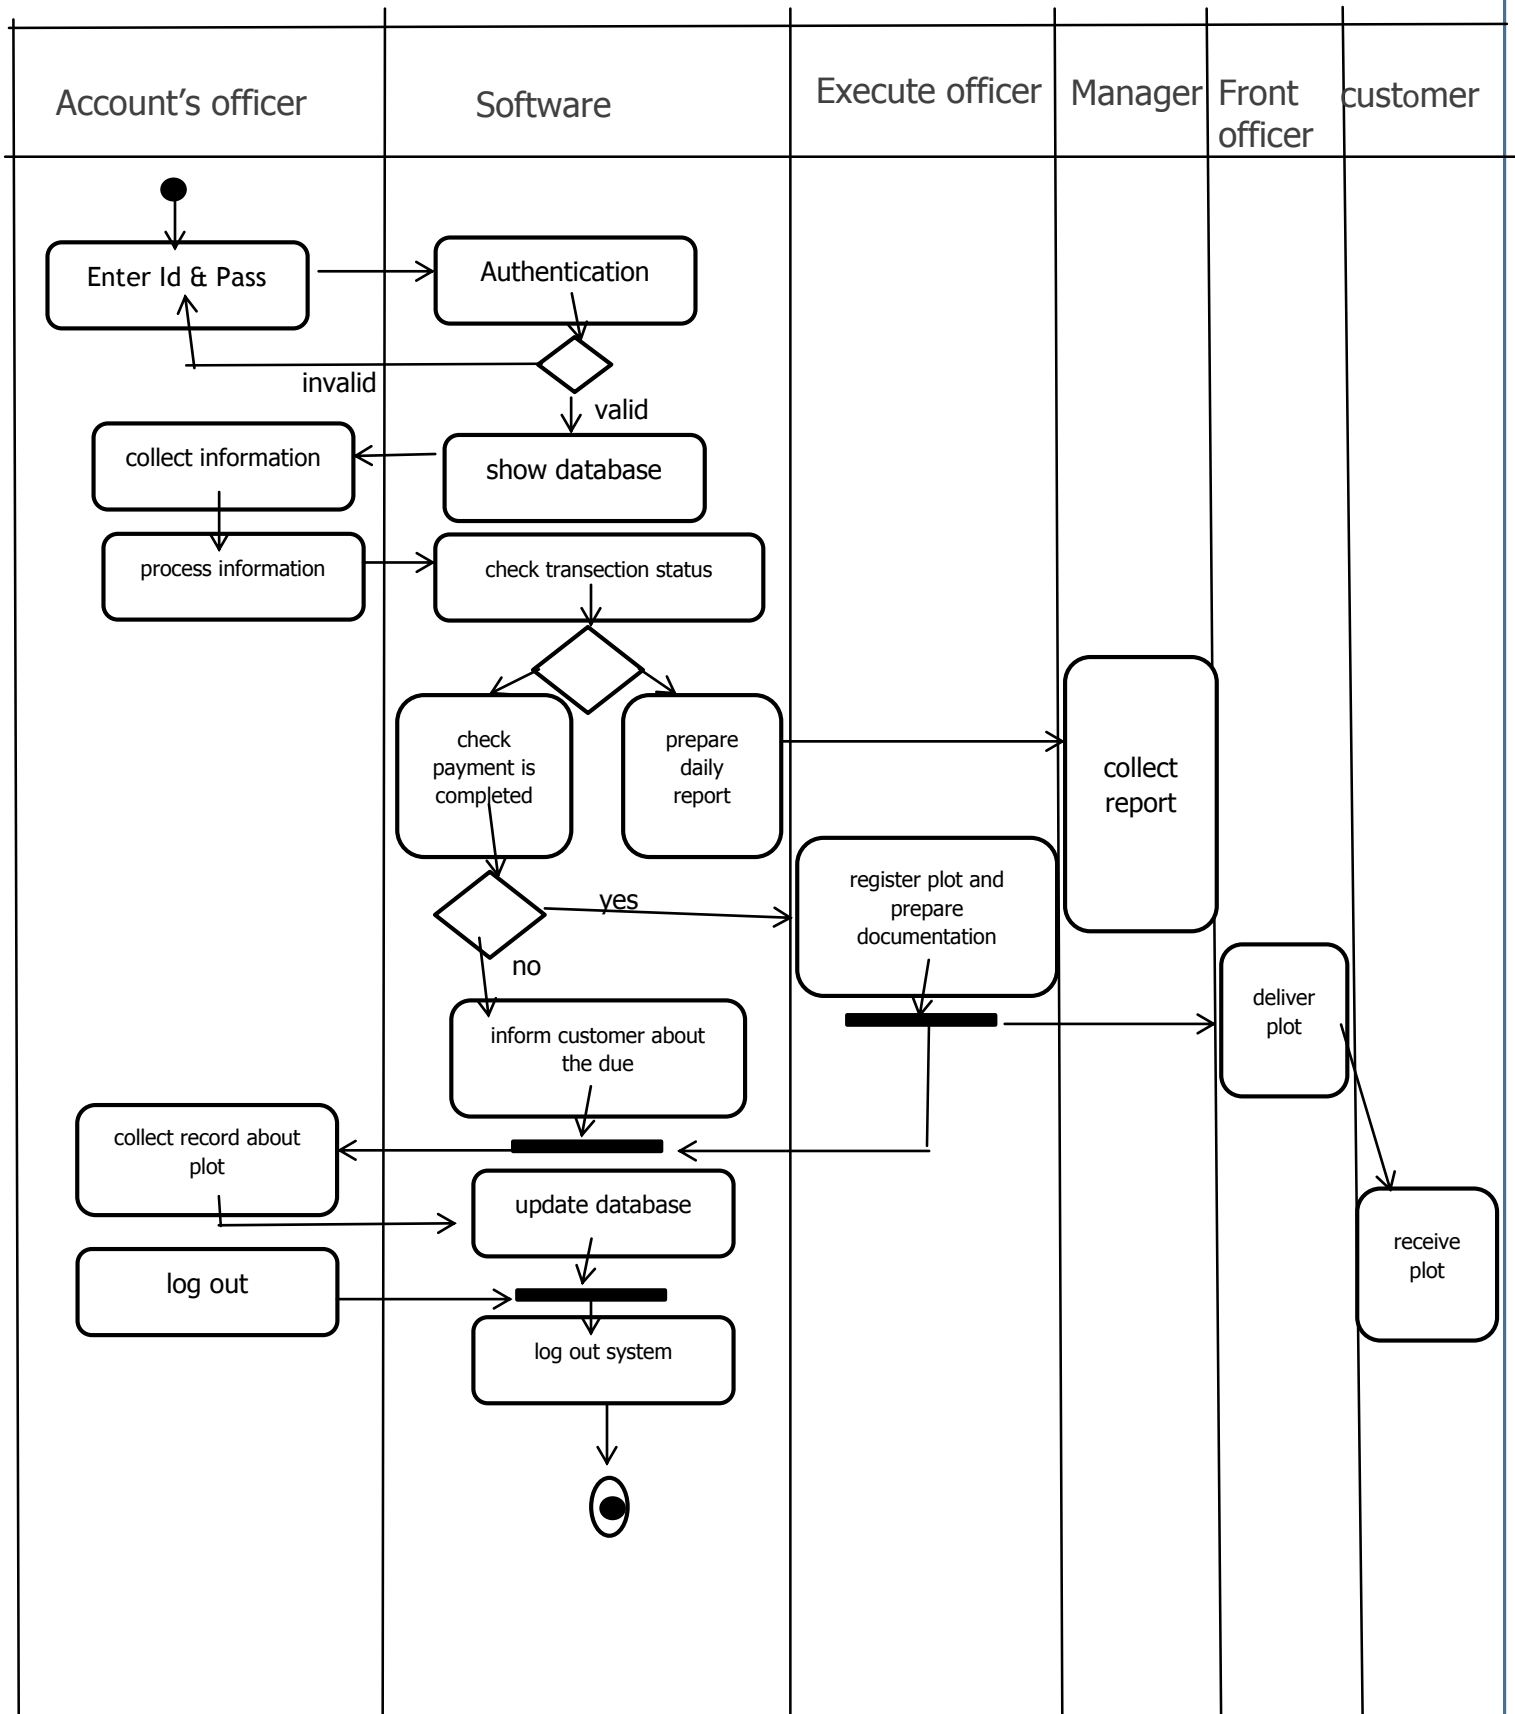 Account’s officer
Software
Execute officer
Manager
Front
officer
customer
Enter Id & Pass
Authentication
invalid
valid
collect information
show database
process information
check transection status
check
payment is
completed
prepare
daily
report
collect
report
register plot and
prepare
documentation
yes
no
deliver
plot
inform customer about
the due
collect record about
plot
update database
receive
plot
log out
log out system